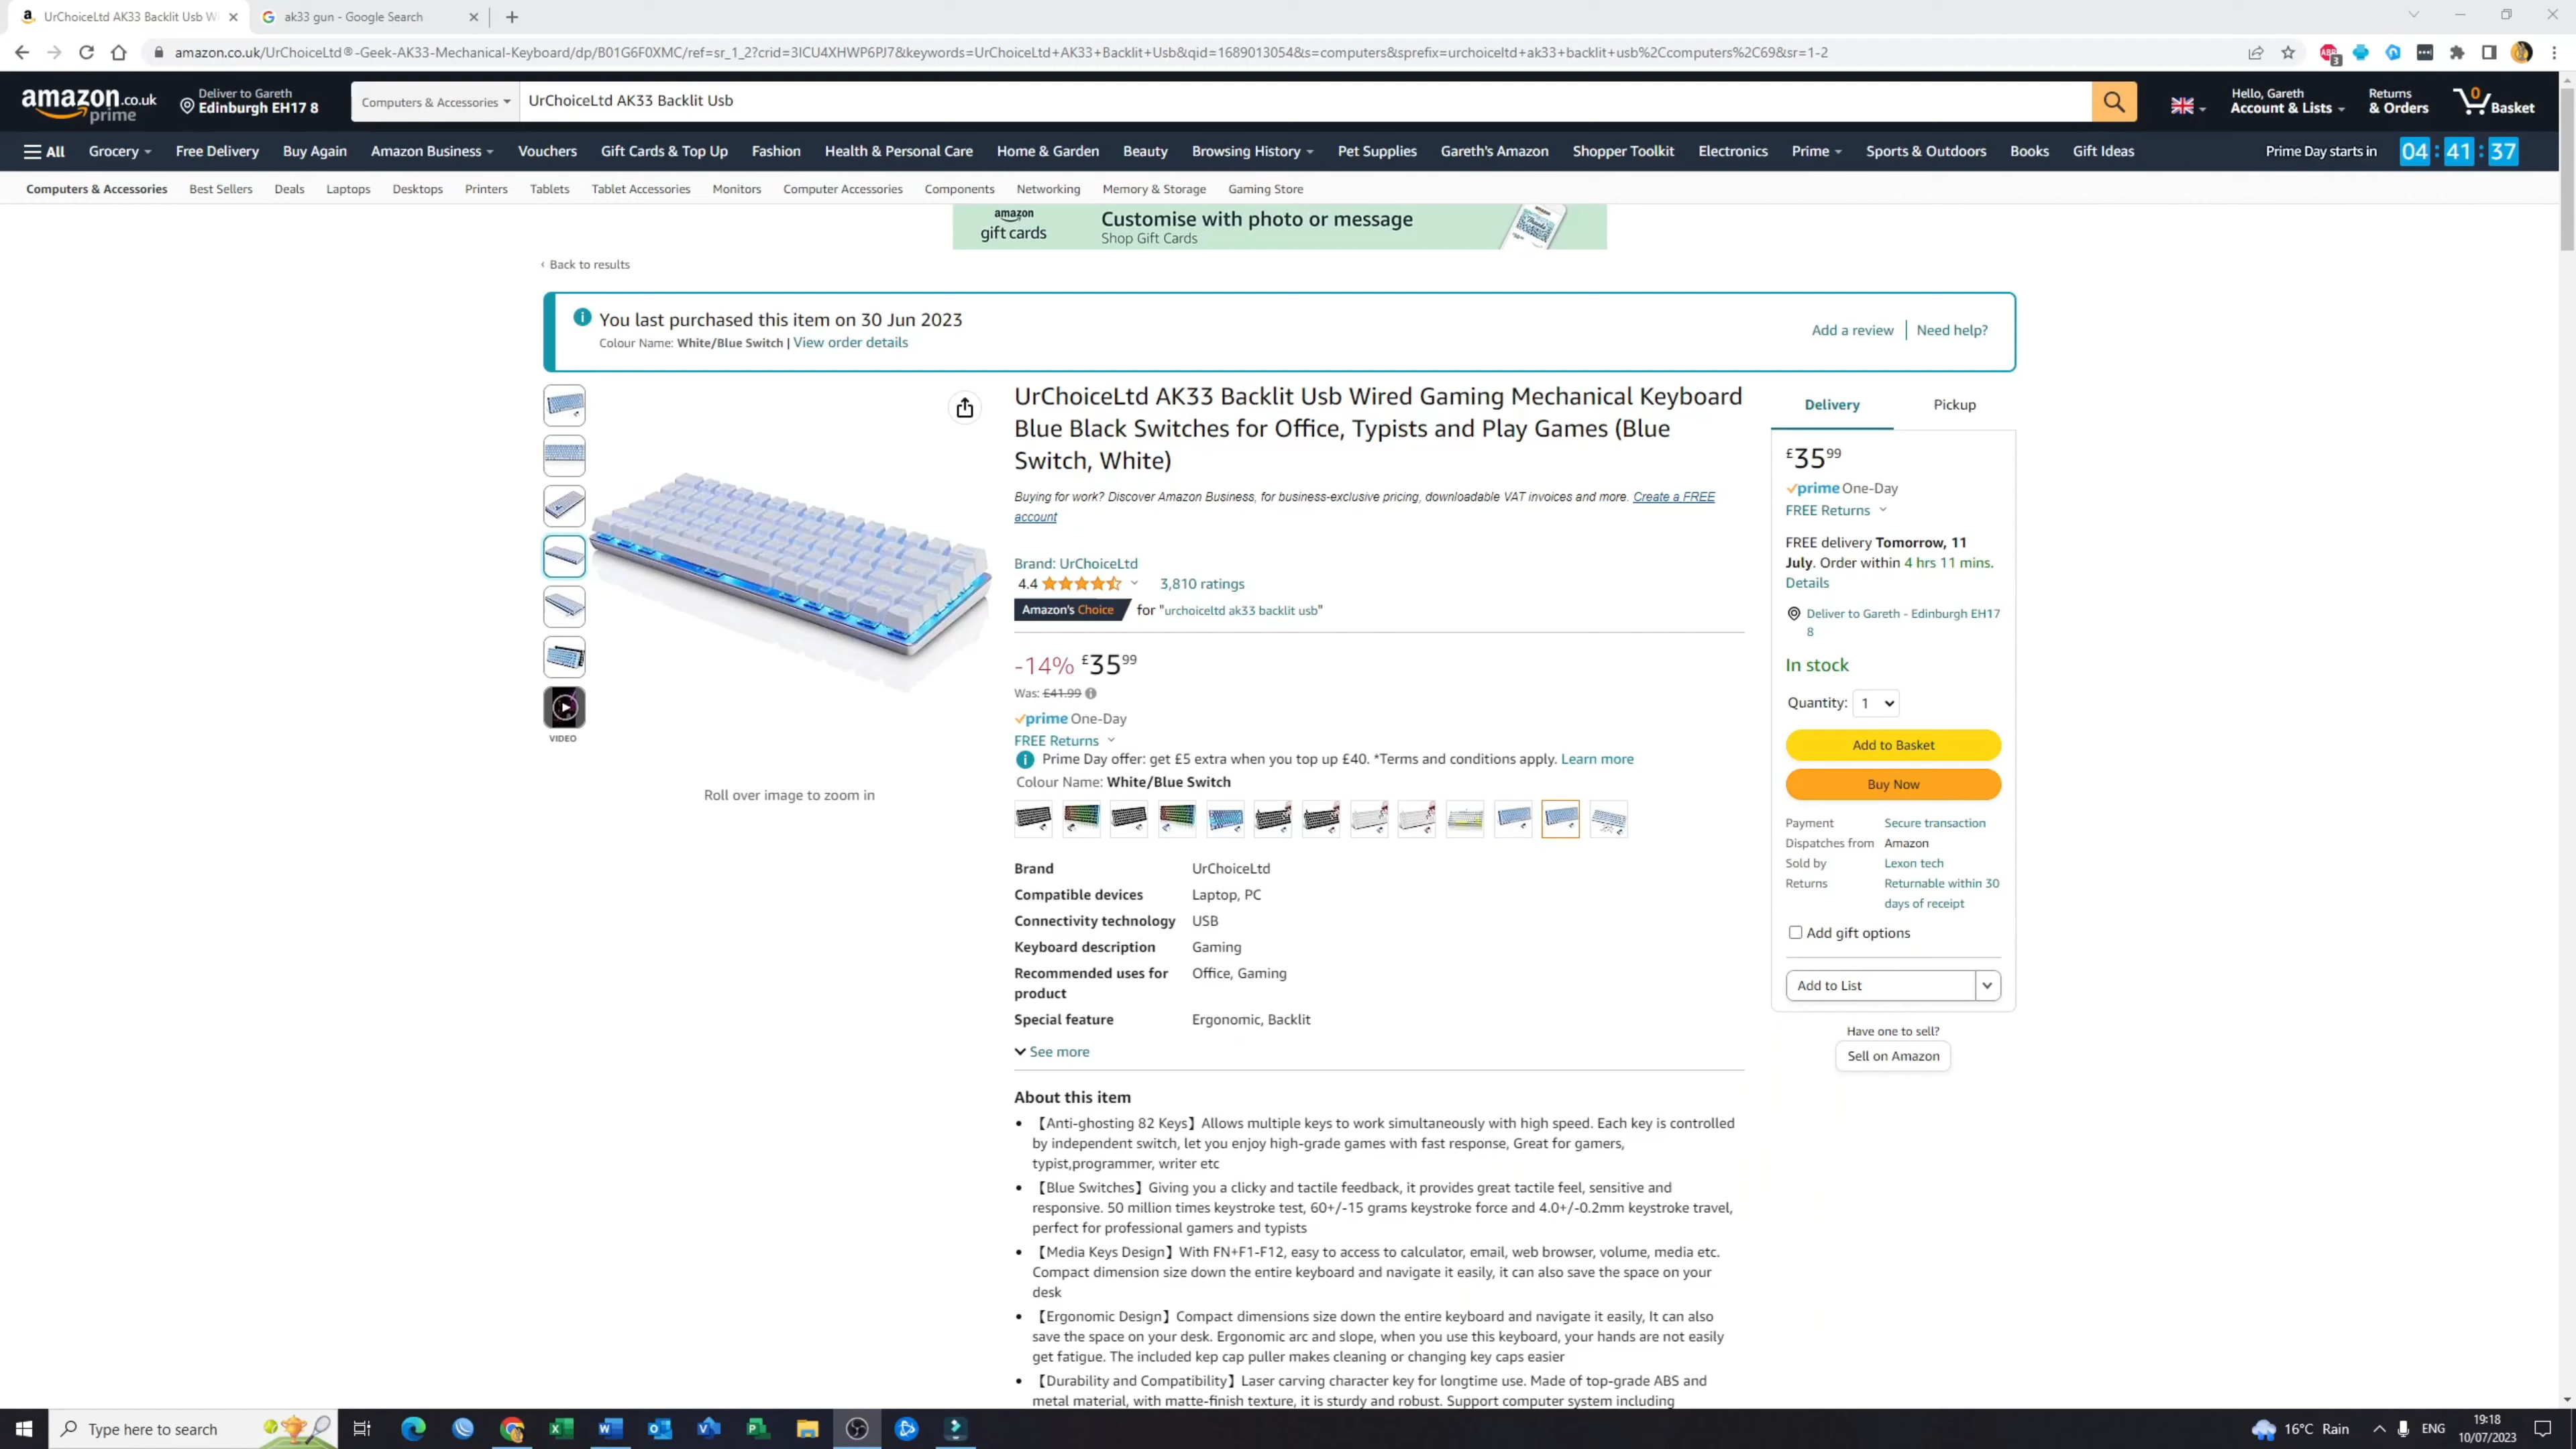 UrChoiceLtd AK33 Backlit Usb Wi
ak33 gun - Google Search
amazon.co.uk/UrChoiceLtd®-Geek-AK33-Mechanical-Keyboard/dp/B01G6F0XMC/ref=sr_1_2?crid=3ICU4XHWP6PJ7&keywords=UrChoiceLtd+AK33+Backlit+Usb&qid=1689013054&s=computers&sprefix=urchoiceltd+ak33+backlit+usb%2Ccomputers%2C69&sr=1-2
ABP 3
amazon.co.uk
prime
Deliver to Gareth
Edinburgh EH17 8
Computers & Accessories
UrChoiceLtd AK33 Backlit Usb
Hello, Gareth
Account & Lists
Returns
& Orders
0
Basket
All Grocery Free Delivery Buy Again Amazon Business Vouchers Gift Cards & Top Up Fashion Health & Personal Care Home & Garden Beauty Browsing History Pet Supplies Gareth's Amazon Shopper Toolkit Electronics Prime Sports & Outdoors Books Gift Ideas Prime Day starts in 04 : 41 : 37
Computers & Accessories Best Sellers Deals Laptops Desktops Printers Tablets Tablet Accessories Monitors Computer Accessories Components Networking Memory & Storage Gaming Store
amazon
gift cards
Customise with photo or message
Shop Gift Cards
‹ Back to results
You last purchased this item on 30 Jun 2023
Colour Name: White/Blue Switch | View order details
Add a review | Need help?
VIDEO
Roll over image to zoom in
UrChoiceLtd AK33 Backlit Usb Wired Gaming Mechanical Keyboard
Blue Black Switches for Office, Typists and Play Games (Blue
Switch, White)
Buying for work? Discover Amazon Business, for business-exclusive pricing, downloadable VAT invoices and more. Create a FREE
account
Brand: UrChoiceLtd
4.4 3,810 ratings
Amazon's Choice for "urchoiceltd ak33 backlit usb"
-14% £35 99
Was: £41.99
prime One-Day
FREE Returns
Prime Day offer: get £5 extra when you top up £40. *Terms and conditions apply. Learn more
Colour Name: White/Blue Switch
Brand UrChoiceLtd
Compatible devices Laptop, PC
Connectivity technology USB
Keyboard description Gaming
Recommended uses for Office, Gaming
product
Special feature Ergonomic, Backlit
See more
About this item
• 【Anti-ghosting 82 Keys】Allows multiple keys to work simultaneously with high speed. Each key is controlled
by independent switch, let you enjoy high-grade games with fast response, Great for gamers,
typist,programmer, writer etc
• 【Blue Switches】Giving you a clicky and tactile feedback, it provides great tactile feel, sensitive and
responsive. 50 million times keystroke test, 60+/-15 grams keystroke force and 4.0+/-0.2mm keystroke travel,
perfect for professional gamers and typists
• 【Media Keys Design】With FN+F1-F12, easy to access to calculator, email, web browser, volume, media etc.
Compact dimension size down the entire keyboard and navigate it easily, it can also save the space on your
desk
• 【Ergonomic Design】Compact dimensions size down the entire keyboard and navigate it easily, It can also
save the space on your desk. Ergonomic arc and slope, when you use this keyboard, your hands are not easily
get fatigue. The included kep cap puller makes cleaning or changing key caps easier
• 【Durability and Compatibility】Laser carving character key for longtime use. Made of top-grade ABS and
metal material, with matte-finish texture, it is sturdy and robust. Support computer system including
Delivery Pickup
£35 99
prime One-Day
FREE Returns
FREE delivery Tomorrow, 11
July. Order within 4 hrs 11 mins.
Details
Deliver to Gareth - Edinburgh EH17
8
In stock
Quantity: 1
Add to Basket
Buy Now
Payment Secure transaction
Dispatches from Amazon
Sold by Lexon tech
Returns Returnable within 30
days of receipt
Add gift options
Add to List
Have one to sell?
Sell on Amazon
Type here to search
16°C Rain
ENG
19:18
10/07/2023